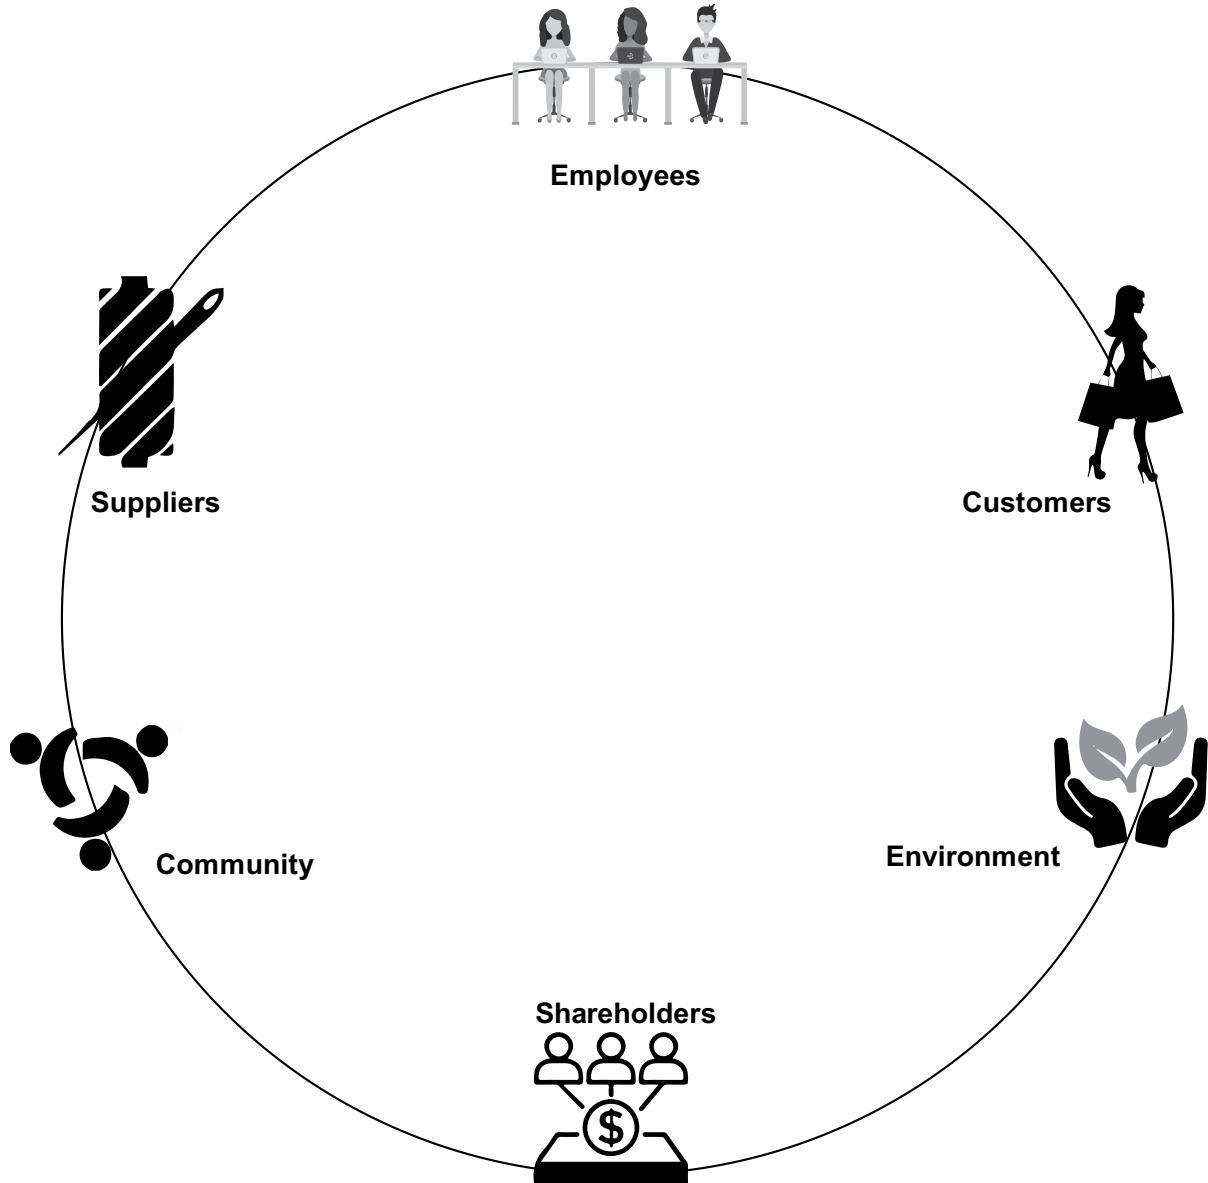 Employees
Suppliers
Customers
Community
Environment
Shareholders
$